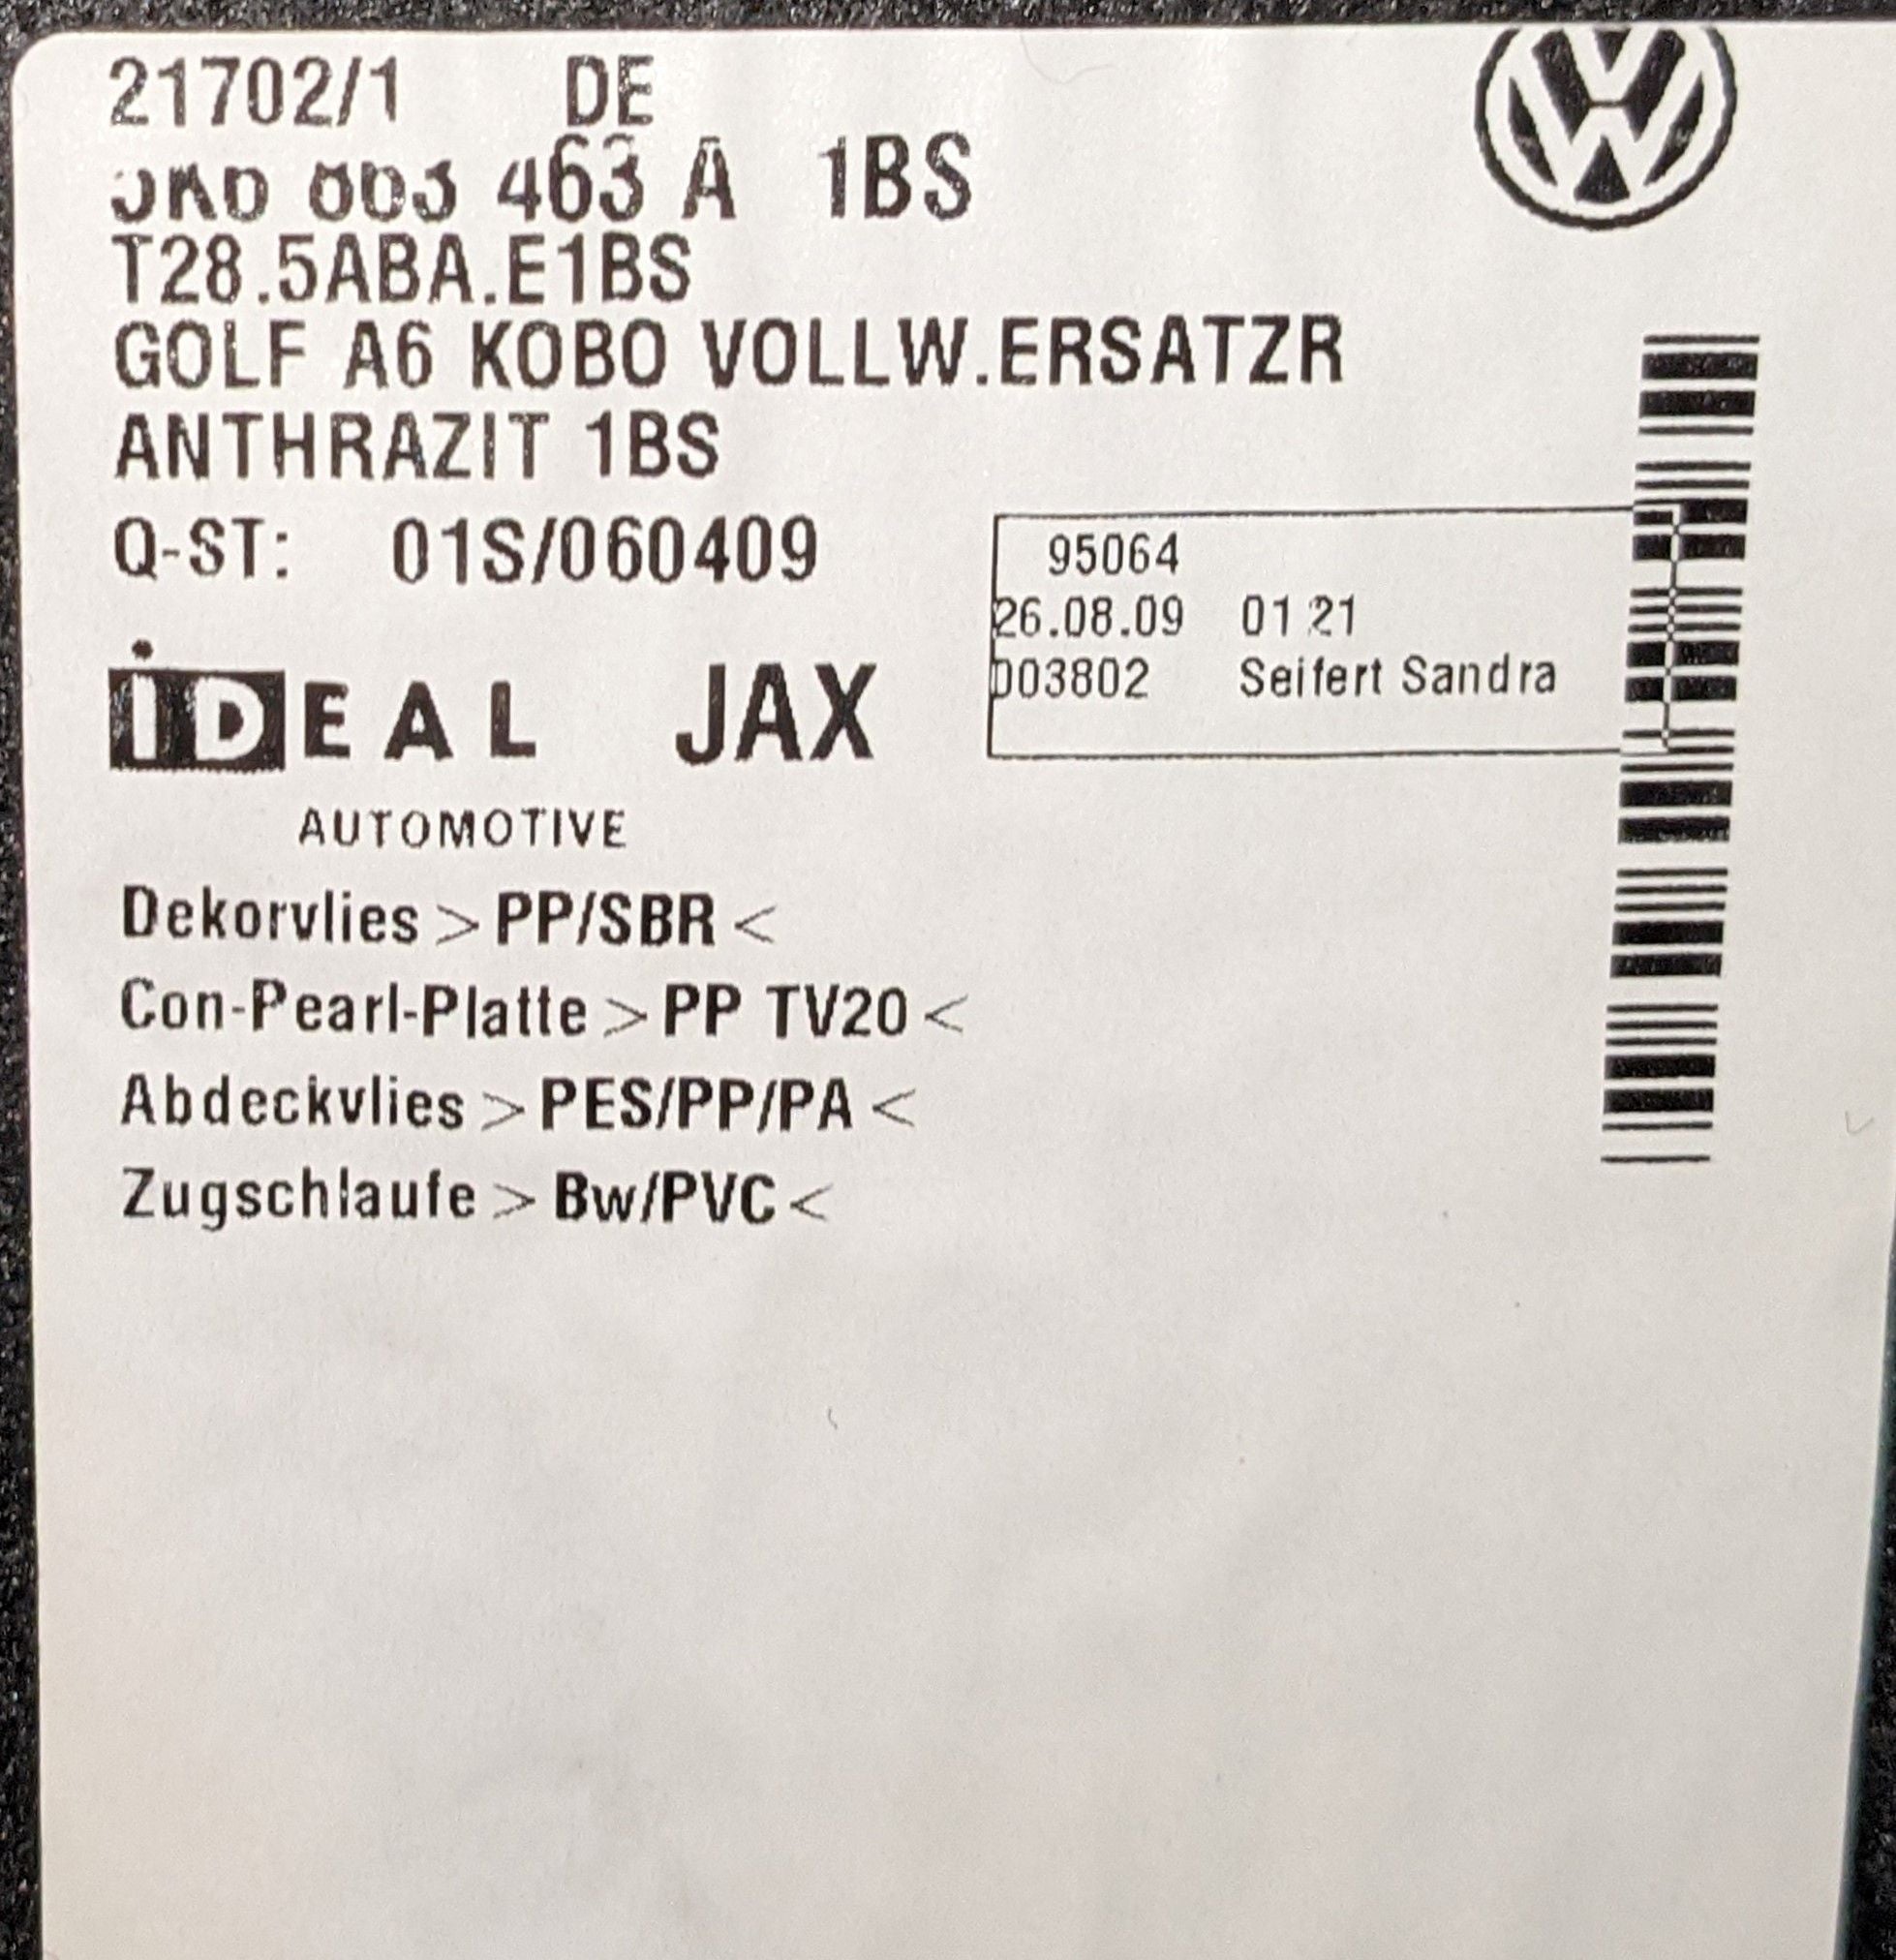 21702/1 DE
463 A 1BS
T28.5ABA.E1BS
GOLF A6 KOBO VOLLW.ERSATZR
ANTHRAZIT 1BS
Q-ST: 01S/060409
95064
26.08.09 01 21
D03802 Seifert Sandra
iDEAL JAX
AUTOMOTIVE
Dekorvlies >PP/SBR<
Con-Pearl-Platte >PP TV20<
Abdeckvlies >PES/PP/PA<
Zugschlaufe >Bw/PVC<